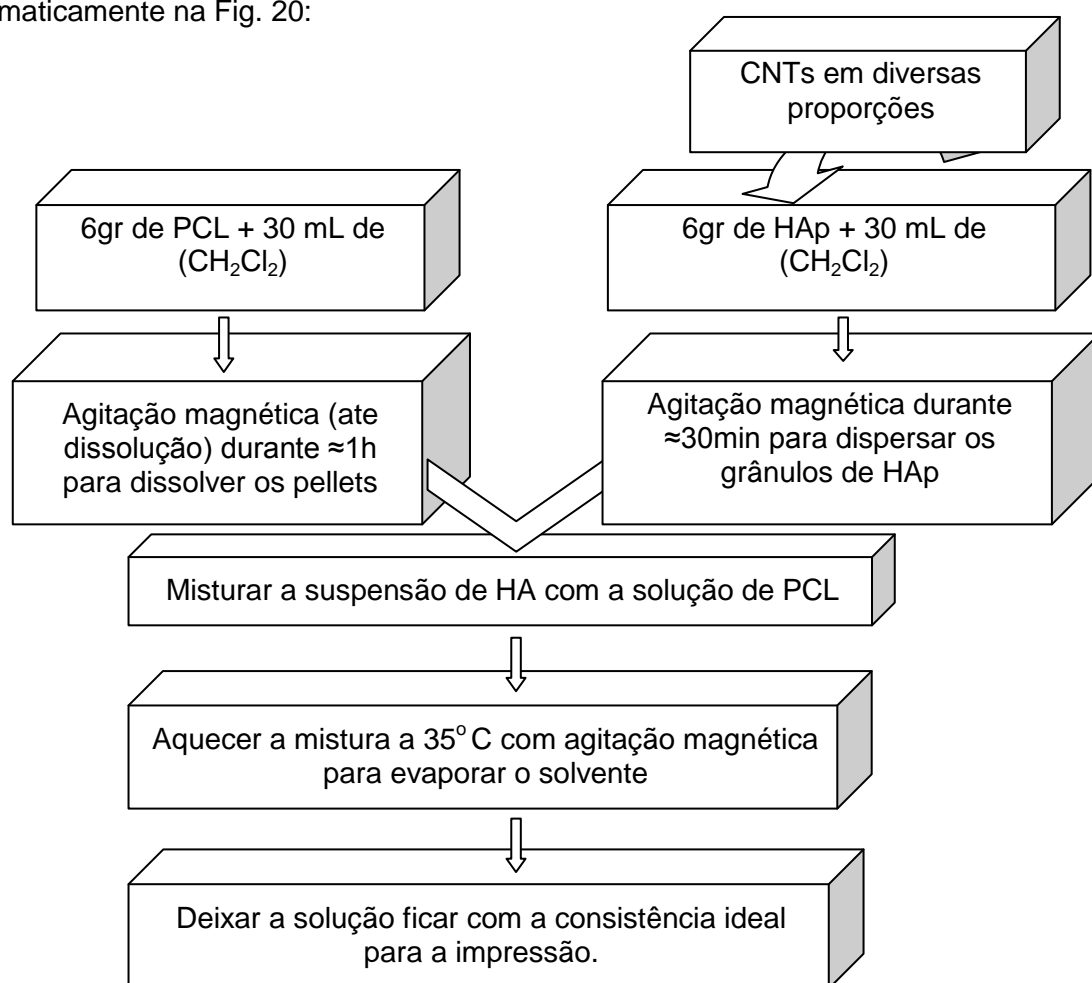 maticamente na Fig. 20:
CNTs em diversas
proporções
6gr de PCL + 30 mL de
(CH₂Cl₂)
6gr de HAp + 30 mL de
(CH₂Cl₂)
Agitação magnética (ate
dissolução) durante ≈1h
para dissolver os pellets
Agitação magnética durante
≈30min para dispersar os
grânulos de HAp
Misturar a suspensão de HA com a solução de PCL
Aquecer a mistura a 35° C com agitação magnética
para evaporar o solvente
Deixar a solução ficar com a consistência ideal
para a impressão.